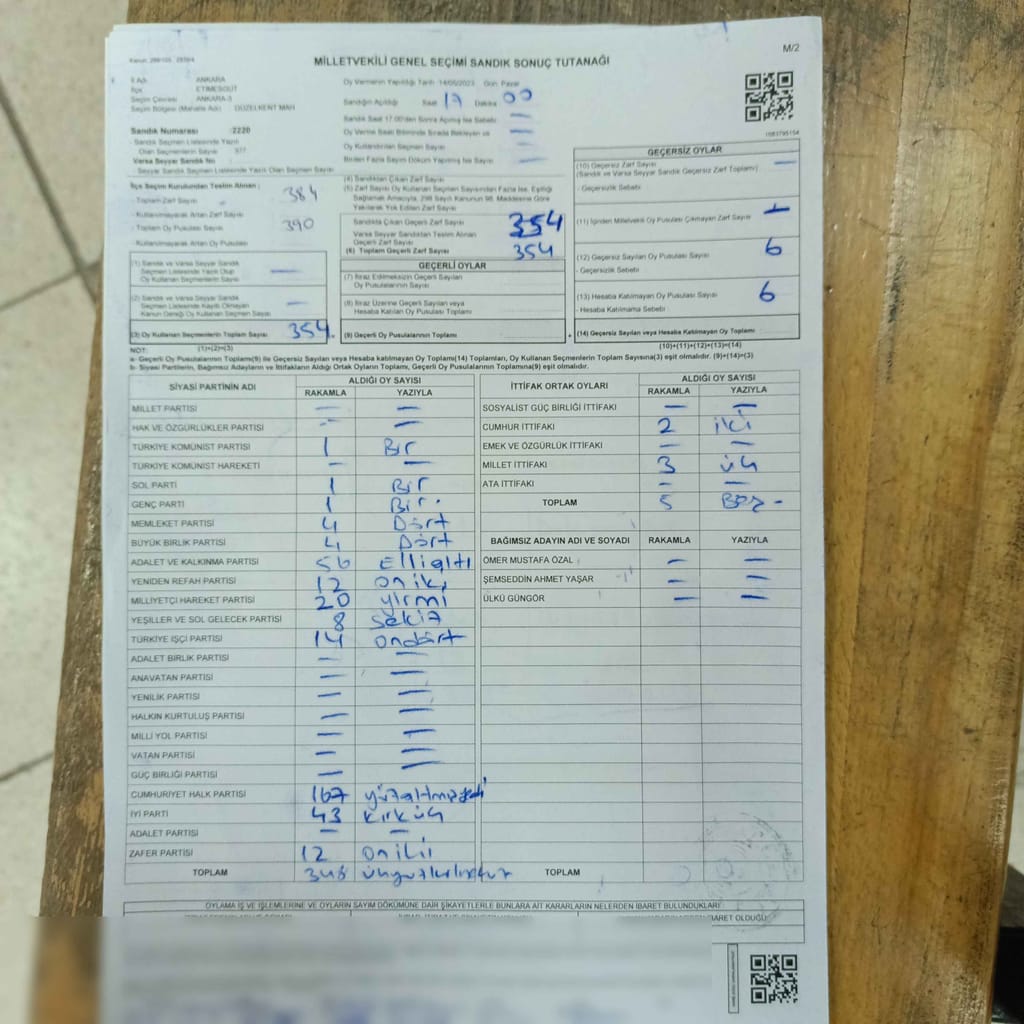 M/2
Kanun: 298/105
MİLLETVEKİLİ GENEL SEÇİMİ SANDIK SONUÇ TUTANAĞI
İl Adı ANKARA
İlçe ETİMESGUT
Seçim Çevresi ANKARA-3
Seçim Bölgesi (Mahalle Adı) GÜZELKENT MAH
Oy Vermenin Yapıldığı Tarih 14/05/2023 Gün Pazar
Sandığın Açıldığı Saat 17 Dakika 00
Sandık Saat 17.00'den Sonra Açılmış İse Sebebi —
Oy Verme Saati Bitiminde Sırada Bekleyen ve —
Oy Kullandırılan Seçmen Sayısı
Birden Fazla Sayım Döküm Yapılmış İse Sayısı —
1083795154
Sandık Numarası 2220
Sandık Seçmen Listesinde Yazılı
Olan Seçmenlerin Sayısı 377
Varsa Seyyar Sandık No
Seyyar Sandık Seçmen Listesinde Yazılı Olan Seçmen Sayısı
İlçe Seçim Kurulundan Teslim Alınan ;
- Toplam Zarf Sayısı 384
- Kullanılmayarak Artan Zarf Sayısı
- Toplam Oy Pusulası Sayısı 390
- Kullanılmayarak Artan Oy Pusulası
(1) Sandık ve Varsa Seyyar Sandık
Seçmen Listesinde Yazılı Olup
Oy Kullanan Seçmenlerin Sayısı —
(2) Sandık ve Varsa Seyyar Sandık
Seçmen Listesinde Kayıtlı Olmayan
Kanun Gereği Oy Kullanan Seçmen Sayısı —
(3) Oy Kullanan Seçmenlerin Toplam Sayısı 354
(1)+(2)=(3)
(4) Sandıktan Çıkan Zarf Sayısı
(5) Zarf Sayısı Oy Kullanan Seçmen Sayısından Fazla İse, Eşitliği
Sağlamak Amacıyla, 298 Sayılı Kanunun 98. Maddesine Göre
Yakılarak Yok Edilen Zarf Sayısı
Sandıkta Çıkan Geçerli Zarf Sayısı 354
Varsa Seyyar Sandıktan Teslim Alınan
Geçerli Zarf Sayısı
(6) Toplam Geçerli Zarf Sayısı 354
GEÇERLİ OYLAR
(7) İtiraz Edilmeksizin Geçerli Sayılan
Oy Pusulalarının Sayısı
(8) İtiraz Üzerine Geçerli Sayılan veya
Hesaba Katılan Oy Pusulası Toplamı
(9) Geçerli Oy Pusulalarının Toplamı
GEÇERSİZ OYLAR
(10) Geçersiz Zarf Sayısı —
(Sandık ve Varsa Seyyar Sandık Geçersiz Zarf Toplamı)
- Geçersizlik Sebebi
(11) İçinden Milletvekili Oy Pusulası Çıkmayan Zarf Sayısı
(12) Geçersiz Sayılan Oy Pusulası Sayısı 6
- Geçersizlik Sebebi
(13) Hesaba Katılmayan Oy Pusulası Sayısı 6
- Hesaba Katılmama Sebebi
(14) Geçersiz Sayılan veya Hesaba Katılmayan Oy Toplamı
(10)+(11)+(12)+(13)=(14)
NOT:
a- Geçerli Oy Pusulalarının Toplamı(9) ile Geçersiz Sayılan veya Hesaba katılmayan Oy Toplamı(14) Toplamları, Oy Kullanan Seçmenlerin Toplam Sayısına(3) eşit olmalıdır. (9)+(14)=(3)
b- Siyasi Partilerin, Bağımsız Adayların ve İttifakların Aldığı Ortak Oyların Toplamı, Geçerli Oy Pusulalarının Toplamına(9) eşit olmalıdır.
SİYASİ PARTİNİN ADI ALDIĞI OY SAYISI
RAKAMLA YAZIYLA
MİLLET PARTİSİ — —
HAK VE ÖZGÜRLÜKLER PARTİSİ — —
TÜRKİYE KOMÜNİST PARTİSİ 1 Bir
TÜRKİYE KOMÜNİST HAREKETİ — —
SOL PARTİ 1 Bir
GENÇ PARTİ 1 Bir.
MEMLEKET PARTİSİ 4 Dört
BÜYÜK BİRLİK PARTİSİ 4 Dört
ADALET VE KALKINMA PARTİSİ 56 Ellialtı
YENİDEN REFAH PARTİSİ 12 oniki
MİLLİYETÇİ HAREKET PARTİSİ 20 yirmi
YEŞİLLER VE SOL GELECEK PARTİSİ 8 sekiz
TÜRKİYE İŞÇİ PARTİSİ 14 ondört
ADALET BİRLİK PARTİSİ — —
ANAVATAN PARTİSİ — —
YENİLİK PARTİSİ — —
HALKIN KURTULUŞ PARTİSİ — —
MİLLİ YOL PARTİSİ — —
VATAN PARTİSİ — —
GÜÇ BİRLİĞİ PARTİSİ — —
CUMHURİYET HALK PARTİSİ 167 yüzaltmışyedi
İYİ PARTİ 43 kırküç
ADALET PARTİSİ — —
ZAFER PARTİSİ 12 oniki
TOPLAM 348
İTTİFAK ORTAK OYLARI ALDIĞI OY SAYISI
RAKAMLA YAZIYLA
SOSYALİST GÜÇ BİRLİĞİ İTTİFAKI — —
CUMHUR İTTİFAKI 2 iki
EMEK VE ÖZGÜRLÜK İTTİFAKI — —
MİLLET İTTİFAKI 3 üç
ATA İTTİFAKI — —
TOPLAM 5 Beş -
BAĞIMSIZ ADAYIN ADI VE SOYADI RAKAMLA YAZIYLA
ÖMER MUSTAFA ÖZAL — —
ŞEMSEDDİN AHMET YAŞAR — —
ÜLKÜ GÜNGÖR — —
TOPLAM
OYLAMA İŞ VE İŞLEMLERİNE VE OYLARIN SAYIM DÖKÜMÜNE DAİR ŞİKAYETLERLE BUNLARA AİT KARARLARIN NELERDEN İBARET BULUNDUKLARI